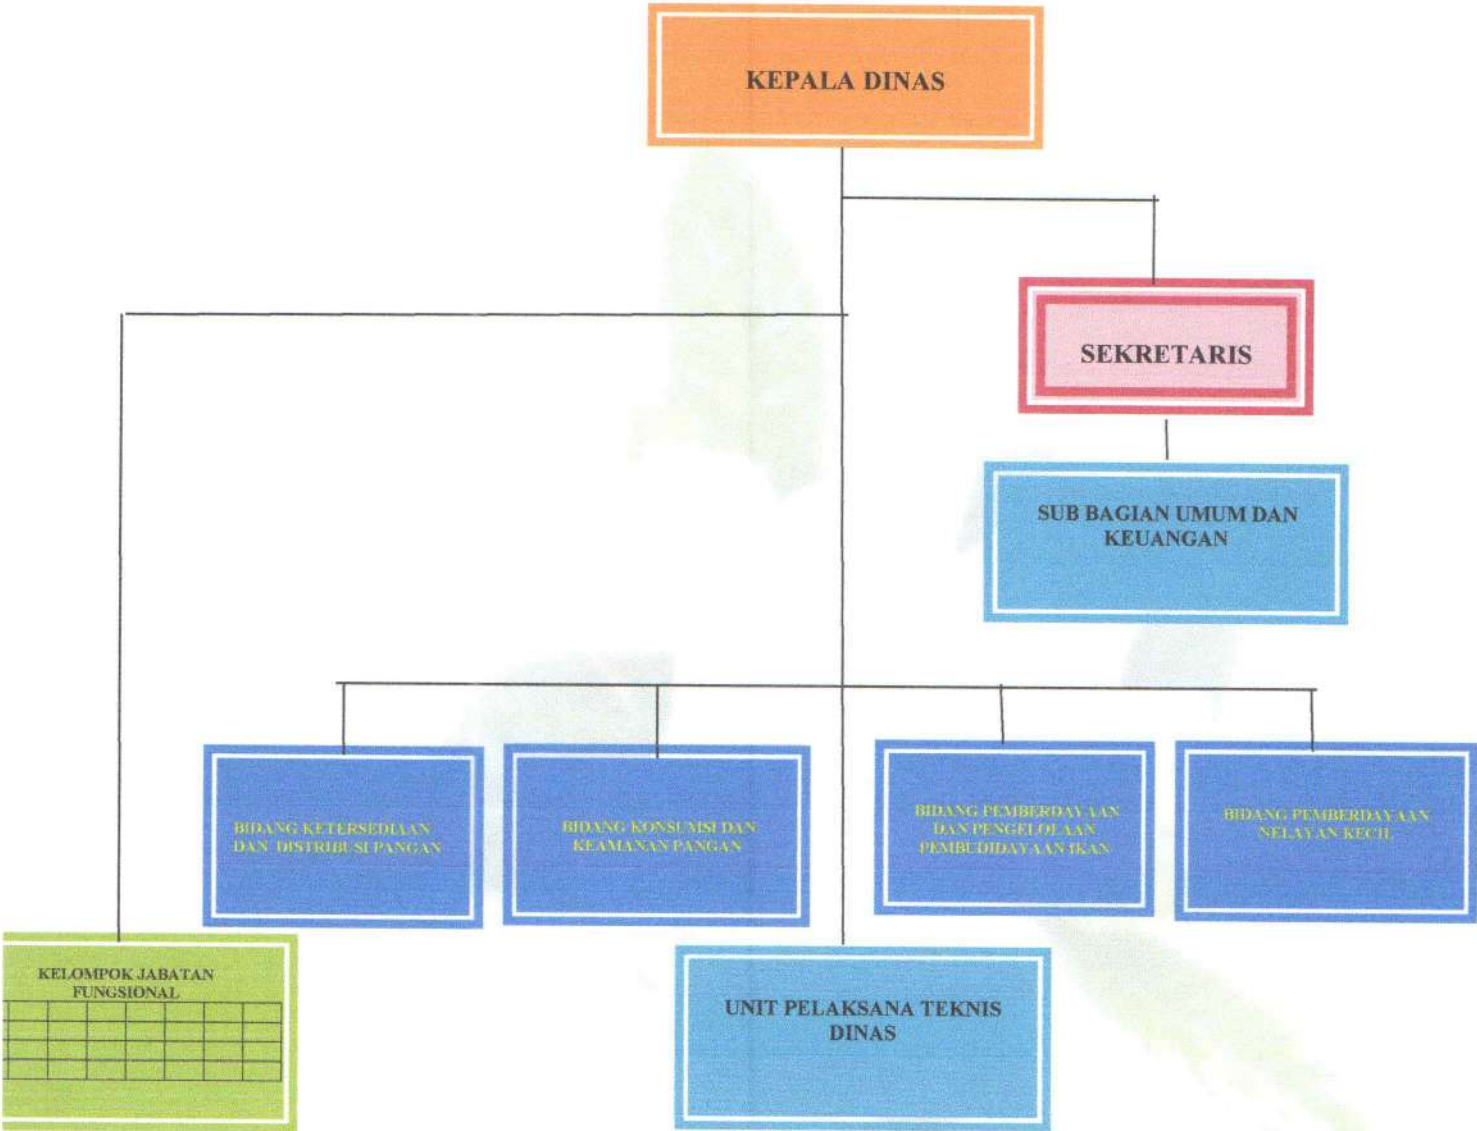 KEPALA DINAS
SEKRETARIS
SUB BAGIAN UMUM DAN
KEUANGAN
BIDANG KETERSEDIAAN
DAN DISTRIBUSI PANGAN
BIDANG KONSUMSI DAN
KEAMANAN PANGAN
BIDANG PEMBERDAYAAN
DAN PENGELOLAAN
PEMBUDIDAYAAN IKAN
BIDANG PEMBERDAYAAN
NELAYAN KECIL
KELOMPOK JABATAN
FUNGSIONAL
UNIT PELAKSANA TEKNIS
DINAS